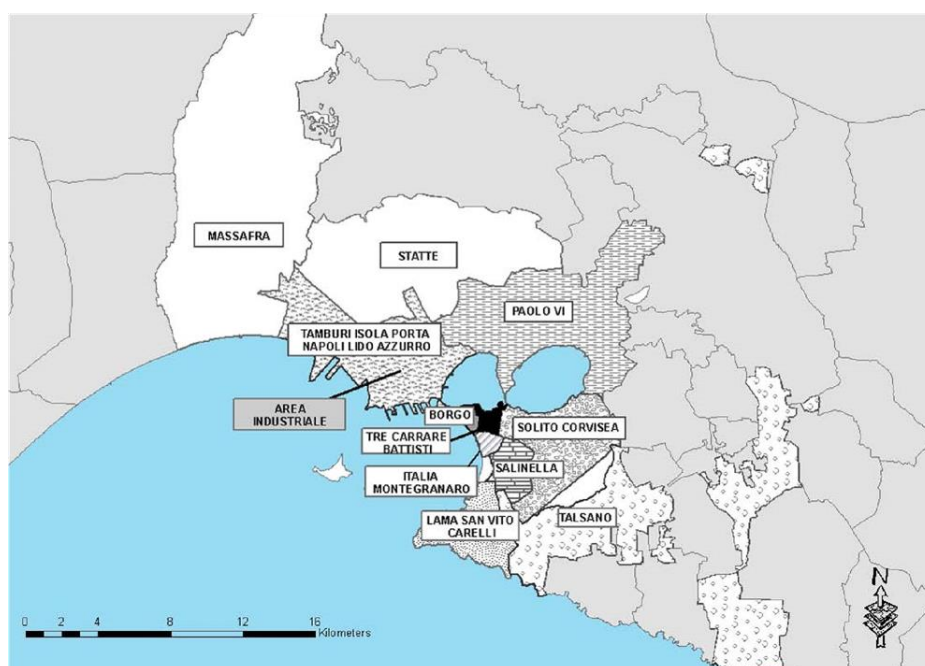 MASSAFRA
STATTE
PAOLO VI
TAMBURI ISOLA PORTA
NAPOLI LIDO AZZURRO
AREA
INDUSTRIALE
BORGO
SOLITO CORVISEA
TRE CARRARE
BATTISTI
ITALIA
MONTEGRANARO
SALINELLA
LAMA SAN VITO
CARELLI
TALSANO
N
0 2 4 8 12 16
Kilometers